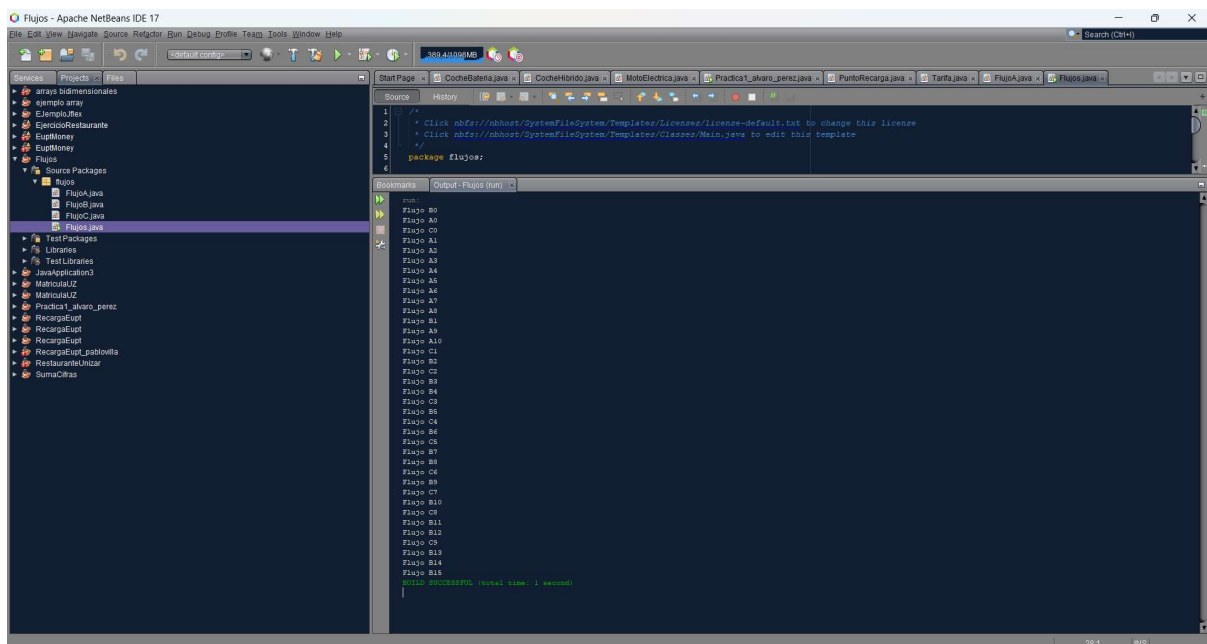 Flujos - Apache NetBeans IDE 17
File Edit View Navigate Source Refactor Run Debug Profile Team Tools Window Help
Search (Ctrl+I)
<default config>
389.4/1098MB
Services Projects Files
Start Page CocheBateria.java CocheHibrido.java MotoElectrica.java Practica1_alvaro_perez.java PuntoRecarga.java Tarifa.java FlujoA.java Flujos.java
Source History
arrays bidimensionales
ejemplo array
EJemploJflex
EjercicioRestaurante
EuptMoney
EuptMoney
Flujos
Source Packages
flujos
FlujoA.java
FlujoB.java
FlujoC.java
Flujos.java
Test Packages
Libraries
Test Libraries
JavaApplication3
MatriculaUZ
MatriculaUZ
Practica1_alvaro_perez
RecargaEupt
RecargaEupt
RecargaEupt
RecargaEupt_pablovilla
RestauranteUnizar
SumaCifras
1 /*
2 * Click nbfs://nbhost/SystemFileSystem/Templates/Licenses/license-default.txt to change this license
3 * Click nbfs://nbhost/SystemFileSystem/Templates/Classes/Main.java to edit this template
4 */
5 package flujos;
6
Bookmarks Output - Flujos (run)
run:
Flujo B0
Flujo A0
Flujo C0
Flujo A1
Flujo A2
Flujo A3
Flujo A4
Flujo A5
Flujo A6
Flujo A7
Flujo A8
Flujo B1
Flujo A9
Flujo A10
Flujo C1
Flujo B2
Flujo C2
Flujo B3
Flujo B4
Flujo C3
Flujo B5
Flujo C4
Flujo B6
Flujo C5
Flujo B7
Flujo B8
Flujo C6
Flujo B9
Flujo C7
Flujo B10
Flujo C8
Flujo B11
Flujo B12
Flujo C9
Flujo B13
Flujo B14
Flujo B15
BUILD SUCCESSFUL (total time: 1 second)
28:1 INS